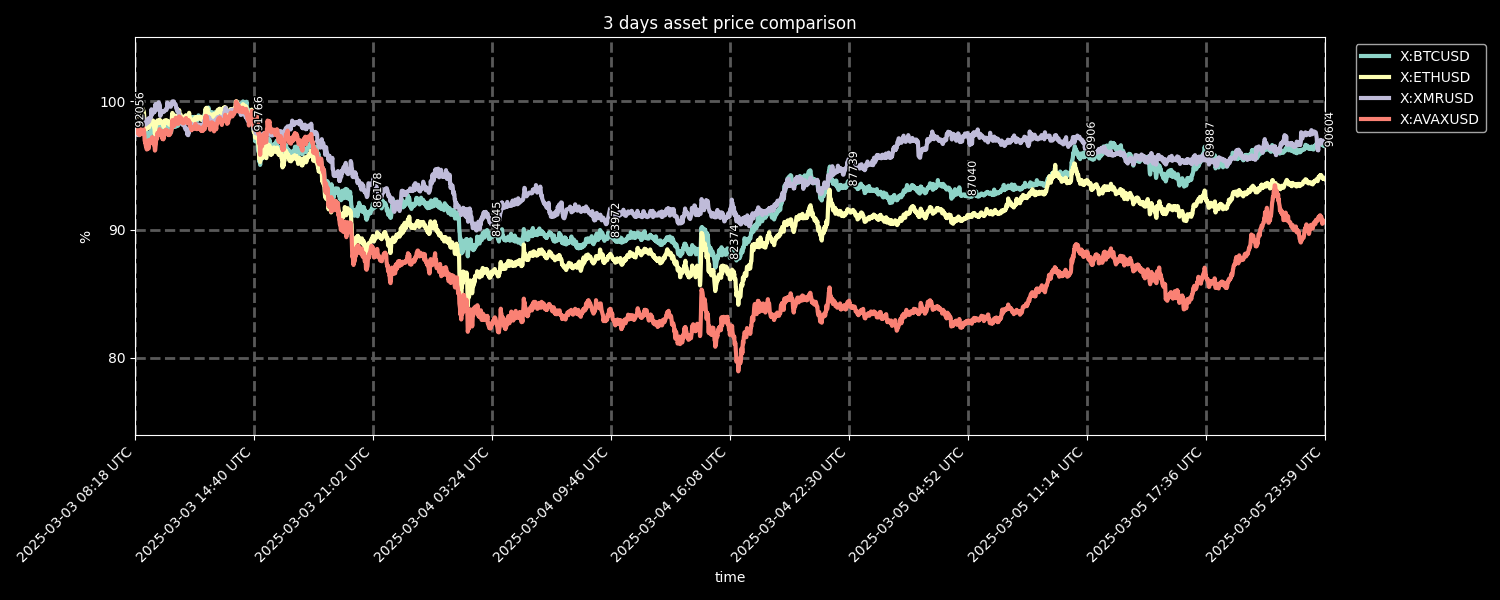 3 days asset price comparison
X:BTCUSD
X:ETHUSD
X:XMRUSD
X:AVAXUSD
100
90
80
%
92056
91766
86178
84045
83972
82374
87739
87040
89906
89887
90604
2025-03-03 08:18 UTC
2025-03-03 14:40 UTC
2025-03-03 21:02 UTC
2025-03-04 03:24 UTC
2025-03-04 09:46 UTC
2025-03-04 16:08 UTC
2025-03-04 22:30 UTC
2025-03-05 04:52 UTC
2025-03-05 11:14 UTC
2025-03-05 17:36 UTC
2025-03-05 23:59 UTC
time